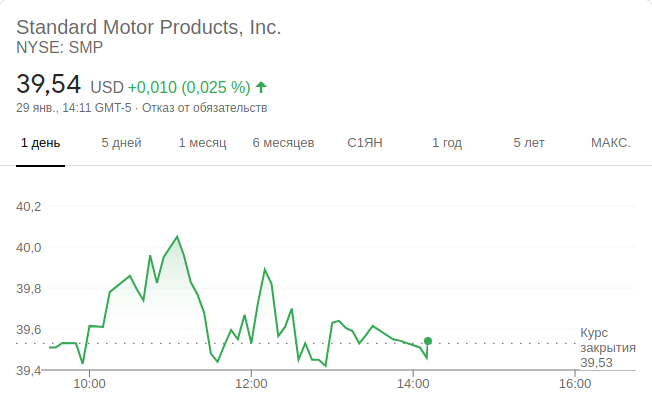 Standard Motor Products, Inc.
NYSE: SMP
39,54 USD +0,010 (0,025 %)
29 янв., 14:11 GMT-5 · Отказ от обязательств
1 день 5 дней 1 месяц 6 месяцев С1ЯН 1 год 5 лет МАКС.
40,2
40,0
39,8
39,6
39,4
Курс
закрытия
39,53
10:00 12:00 14:00 16:00